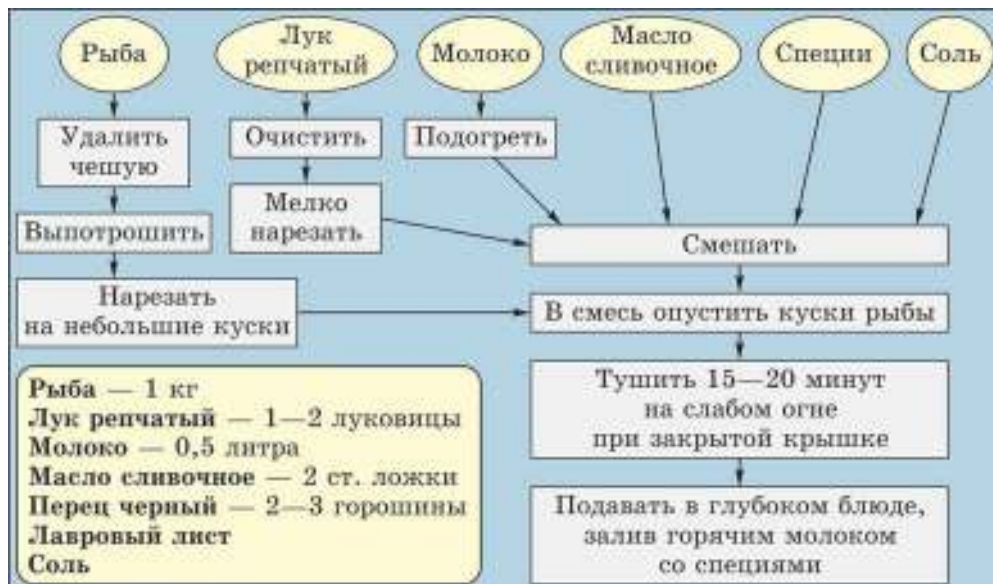 Рыба
Лук
репчатый
Молоко
Масло
сливочное
Специи
Соль
Удалить
чешую
Очистить
Подогреть
Выпотрошить
Мелко
нарезать
Смешать
Нарезать
на небольшие куски
В смесь опустить куски рыбы
Тушить 15—20 минут
на слабом огне
при закрытой крышке
Подавать в глубоком блюде,
залив горячим молоком
со специями
Рыба — 1 кг
Лук репчатый — 1—2 луковицы
Молоко — 0,5 литра
Масло сливочное — 2 ст. ложки
Перец черный — 2—3 горошины
Лавровый лист
Соль